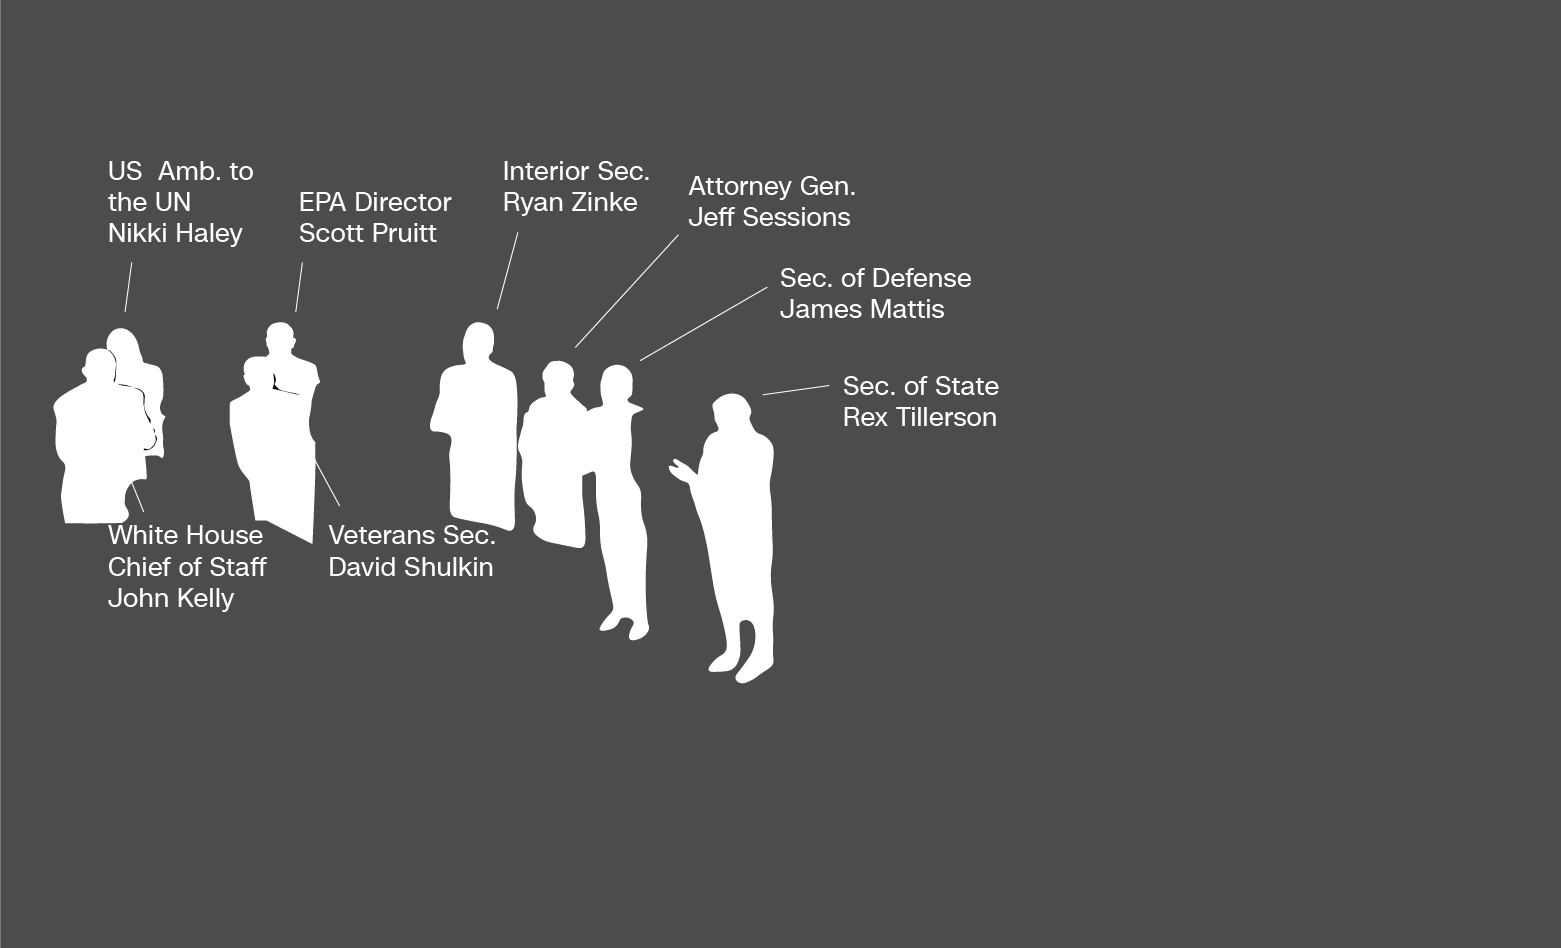 US  Amb. to
the UN
Nikki Haley
EPA Director
Scott Pruitt
Interior Sec.
Ryan Zinke
Attorney Gen.
Jeff Sessions
Sec. of Defense
James Mattis
Sec. of State
Rex Tillerson
White House
Chief of Staff
John Kelly
Veterans Sec.
David Shulkin